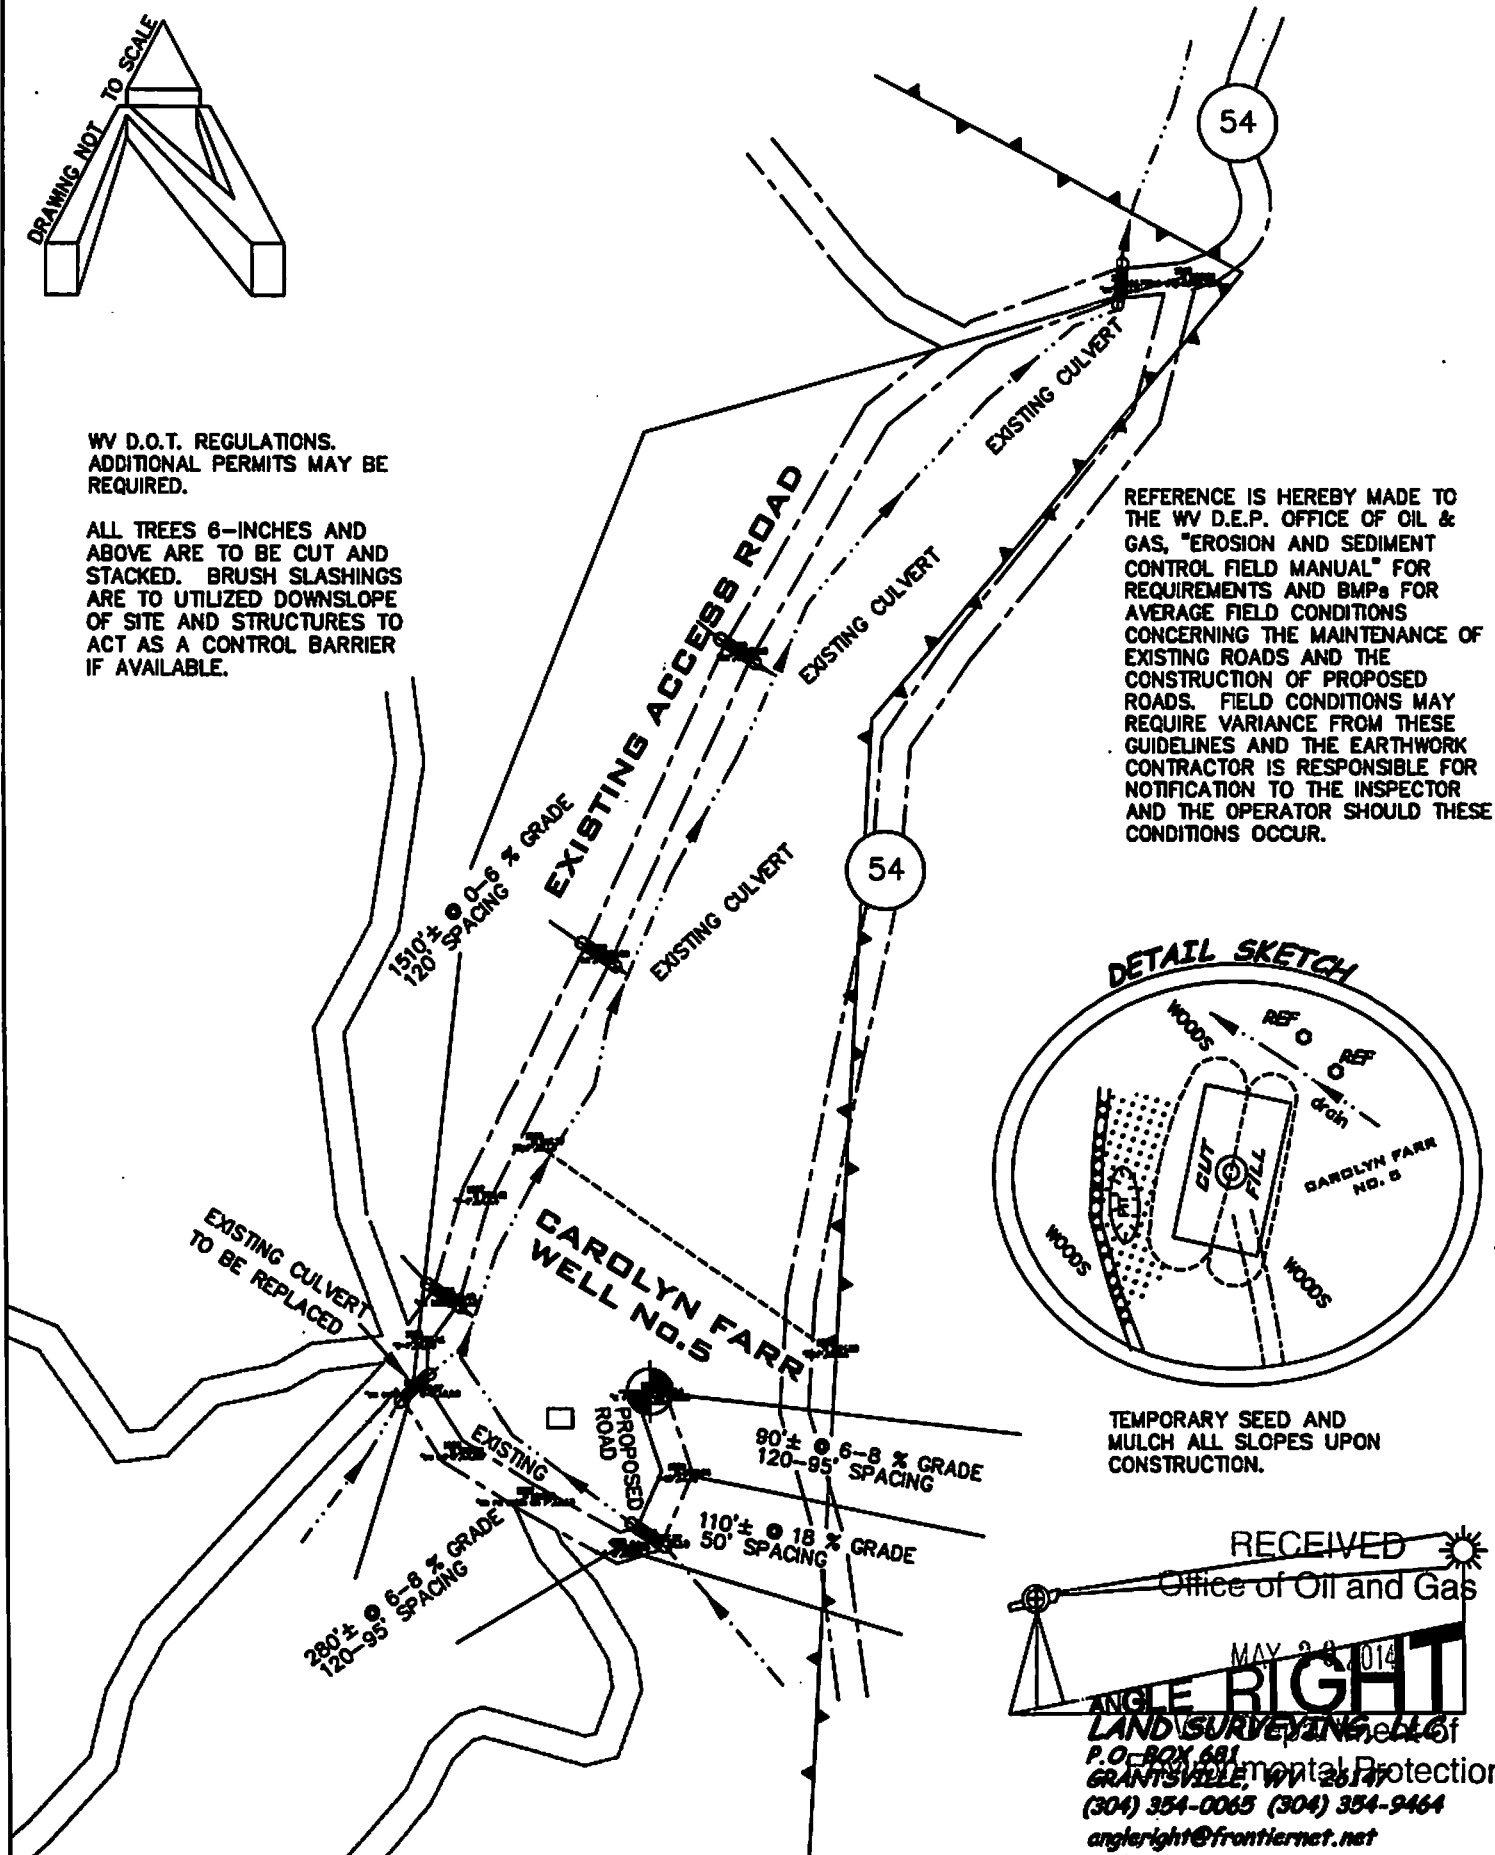 DRAWING NOT TO SCALE
54
WV D.O.T. REGULATIONS.
ADDITIONAL PERMITS MAY BE
REQUIRED.
ALL TREES 6-INCHES AND
ABOVE ARE TO BE CUT AND
STACKED. BRUSH SLASHINGS
ARE TO UTILIZED DOWNSLOPE
OF SITE AND STRUCTURES TO
ACT AS A CONTROL BARRIER
IF AVAILABLE.
EXISTING CULVERT
REFERENCE IS HEREBY MADE TO
THE WV D.E.P. OFFICE OF OIL &
GAS, "EROSION AND SEDIMENT
CONTROL FIELD MANUAL" FOR
REQUIREMENTS AND BMPs FOR
AVERAGE FIELD CONDITIONS
CONCERNING THE MAINTENANCE OF
EXISTING ROADS AND THE
CONSTRUCTION OF PROPOSED
ROADS. FIELD CONDITIONS MAY
REQUIRE VARIANCE FROM THESE
GUIDELINES AND THE EARTHWORK
CONTRACTOR IS RESPONSIBLE FOR
NOTIFICATION TO THE INSPECTOR
AND THE OPERATOR SHOULD THESE
CONDITIONS OCCUR.
EXISTING ACCESS ROAD
EXISTING CULVERT
1510'± @ 0-6 % GRADE
120' SPACING
EXISTING CULVERT
54
DETAIL SKETCH
WOODS
REF
REF
drain
CUT
FILL
CAROLYN FARR
NO. 5
WOODS
WOODS
EXISTING CULVERT
TO BE REPLACED
CAROLYN FARR
WELL No.5
EXISTING
PROPOSED
ROAD
90'± @ 6-8 % GRADE
120-95' SPACING
110'± @ 18 % GRADE
50' SPACING
280'± @ 6-8 % GRADE
120-95' SPACING
TEMPORARY SEED AND
MULCH ALL SLOPES UPON
CONSTRUCTION.
RECEIVED
Office of Oil and Gas
MAY 2014
ANGLE RIGHT
LAND SURVEYING, LLC
Department of
P.O. BOX 681
Environmental Protection
GRANTSVILLE, WV 26147
(304) 354-0065 (304) 354-9464
angleright@frontiernet.net